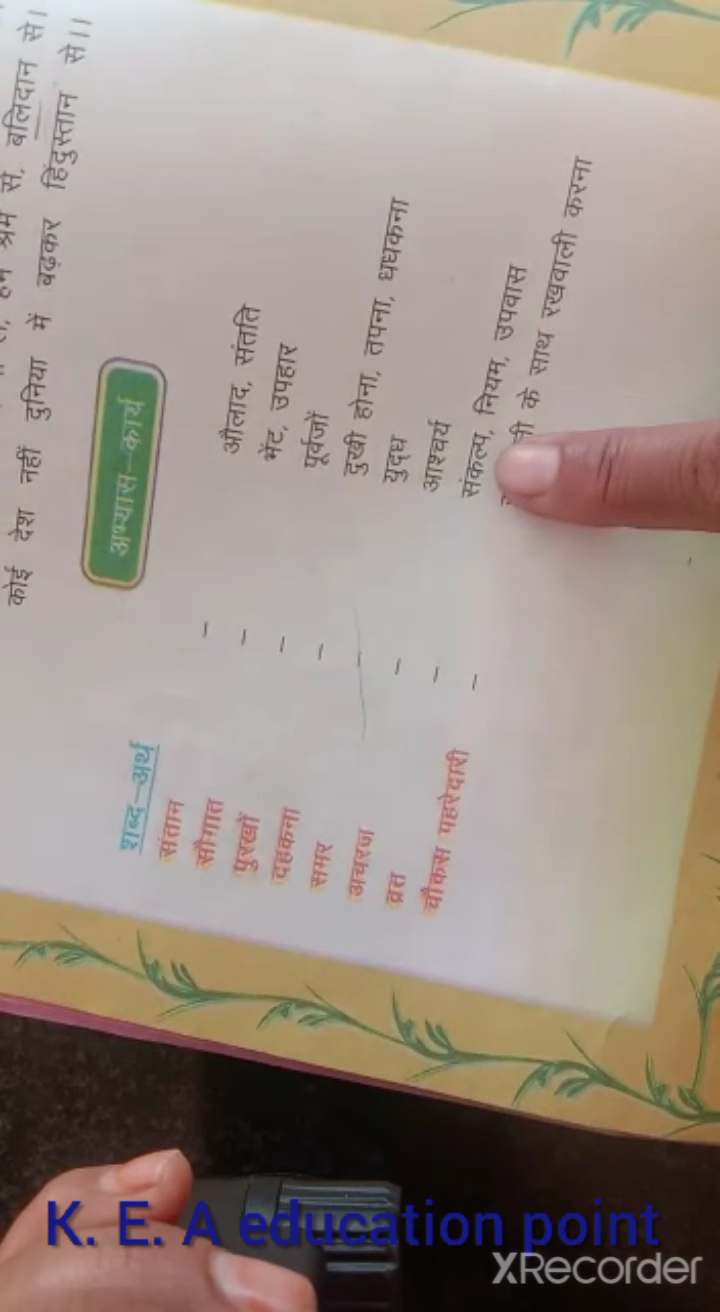 से, बलिदान से।
कोई देश नहीं दुनिया में बढ़कर हिंदुस्तान से।।
अभ्यास-कार्य
शब्द-अर्थ
संतान – औलाद, संतति
सौगात – भेंट, उपहार
पुरखों – पूर्वजों
दहकना – दुखी होना, तपना, धधकना
समर – युद्ध
अचरज – आश्चर्य
व्रत – संकल्प, नियम, उपवास
चौकस पहरेदारी – के साथ रखवाली करना
K. E. A education point
XRecorder